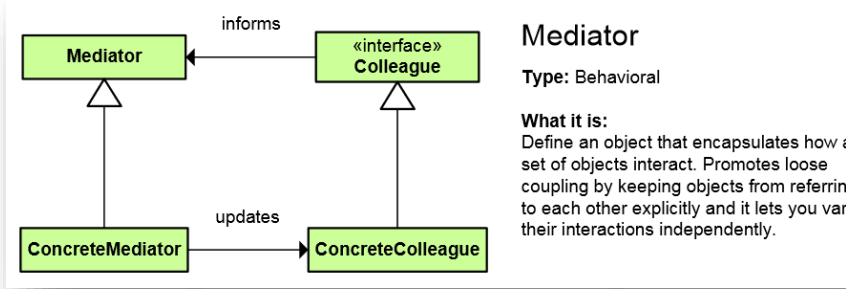 informs
Mediator
«interface»
Colleague
updates
ConcreteMediator
ConcreteColleague
Mediator
Type: Behavioral
What it is:
Define an object that encapsulates how
set of objects interact. Promotes loose
coupling by keeping objects from
to each other explicitly and it lets you
their interactions independently.